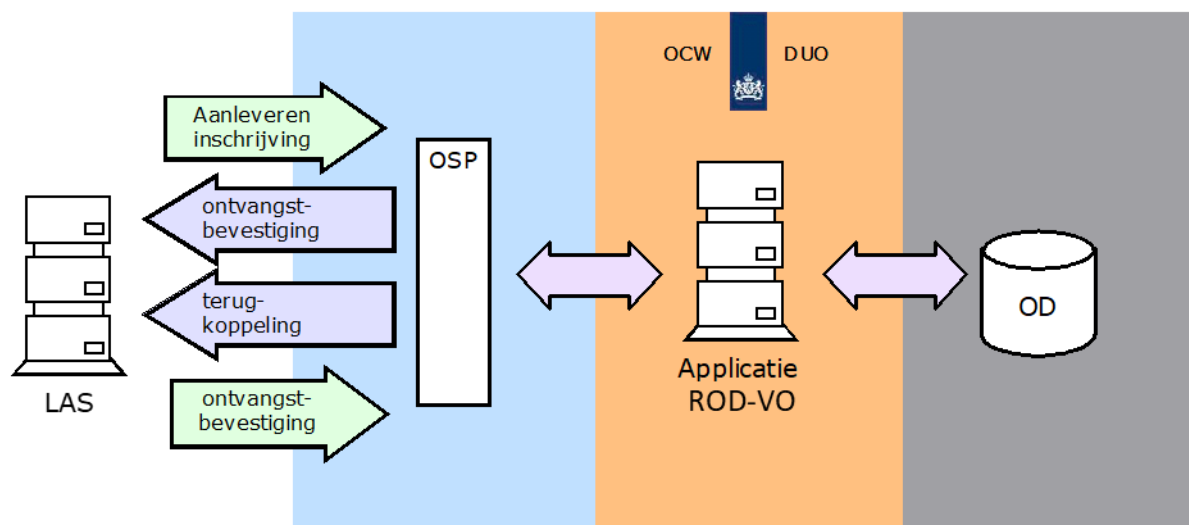 OCW DUO
Aanleveren
inschrijving
OSP
ontvangst-
bevestiging
terug-
koppeling
OD
Applicatie
ROD-VO
LAS
ontvangst-
bevestiging